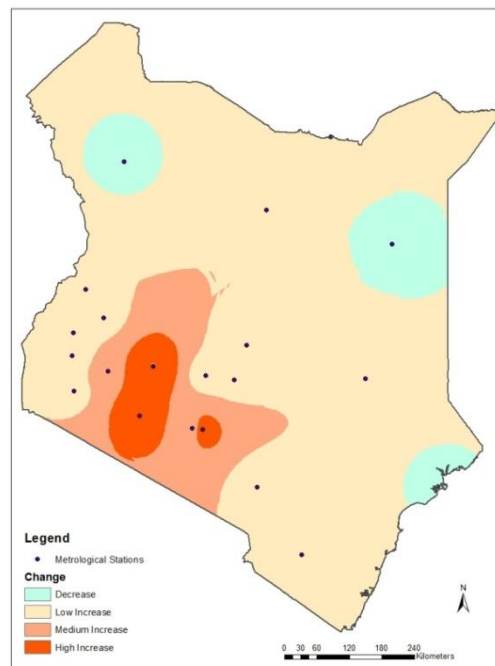 Legend
Metrological Stations
Change
Decrease
Low Increase
Medium Increase
High Increase
N
0 30 60 120 180 240
Kilometers